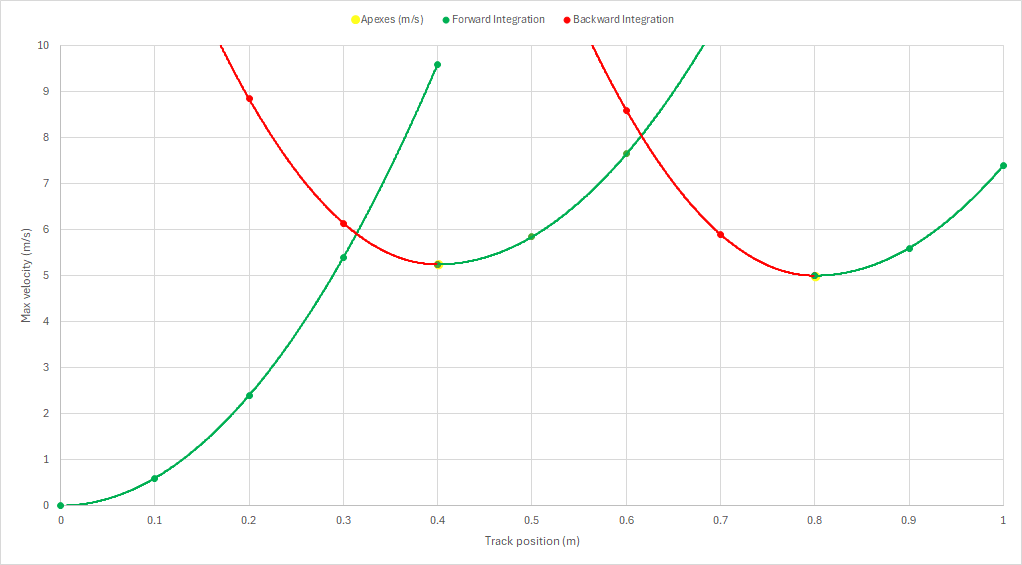 Apexes (m/s) Forward Integration Backward Integration
10
9
8
7
6
5
4
3
2
1
0
Max velocity (m/s)
0 0.1 0.2 0.3 0.4 0.5 0.6 0.7 0.8 0.9 1
Track position (m)